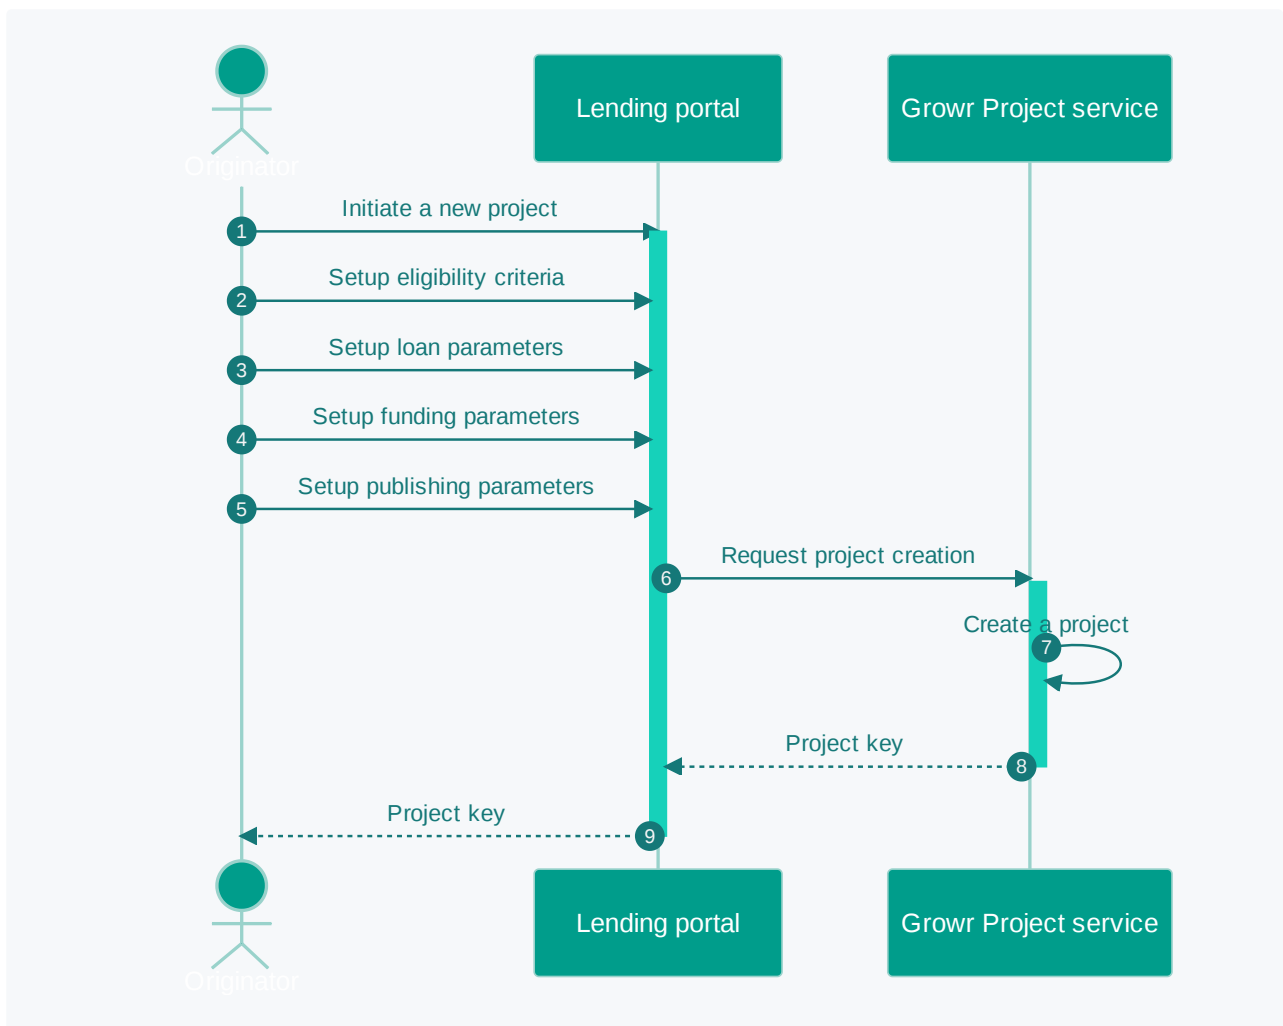 Originator
Lending portal
Growr Project service
1
Initiate a new project
2
Setup eligibility criteria
3
Setup loan parameters
4
Setup funding parameters
5
Setup publishing parameters
6
Request project creation
Create a project
7
Project key
8
Project key
9
Originator
Lending portal
Growr Project service